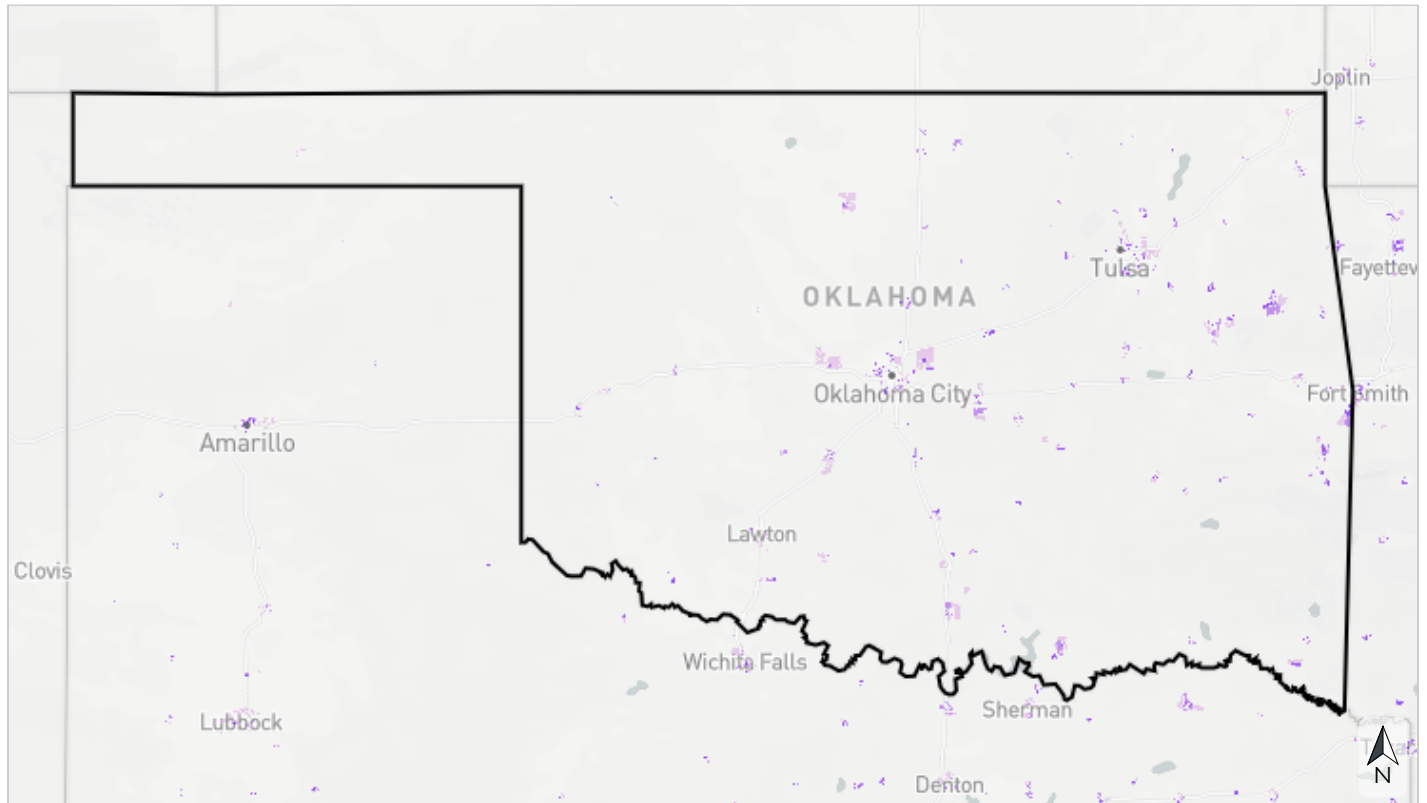 Joplin
Tulsa
Fayettev
OKLAHOMA
Oklahoma City
Fort Smith
Amarillo
Lawton
Clovis
Wichita Falls
Sherman
Lubbock
Denton
N